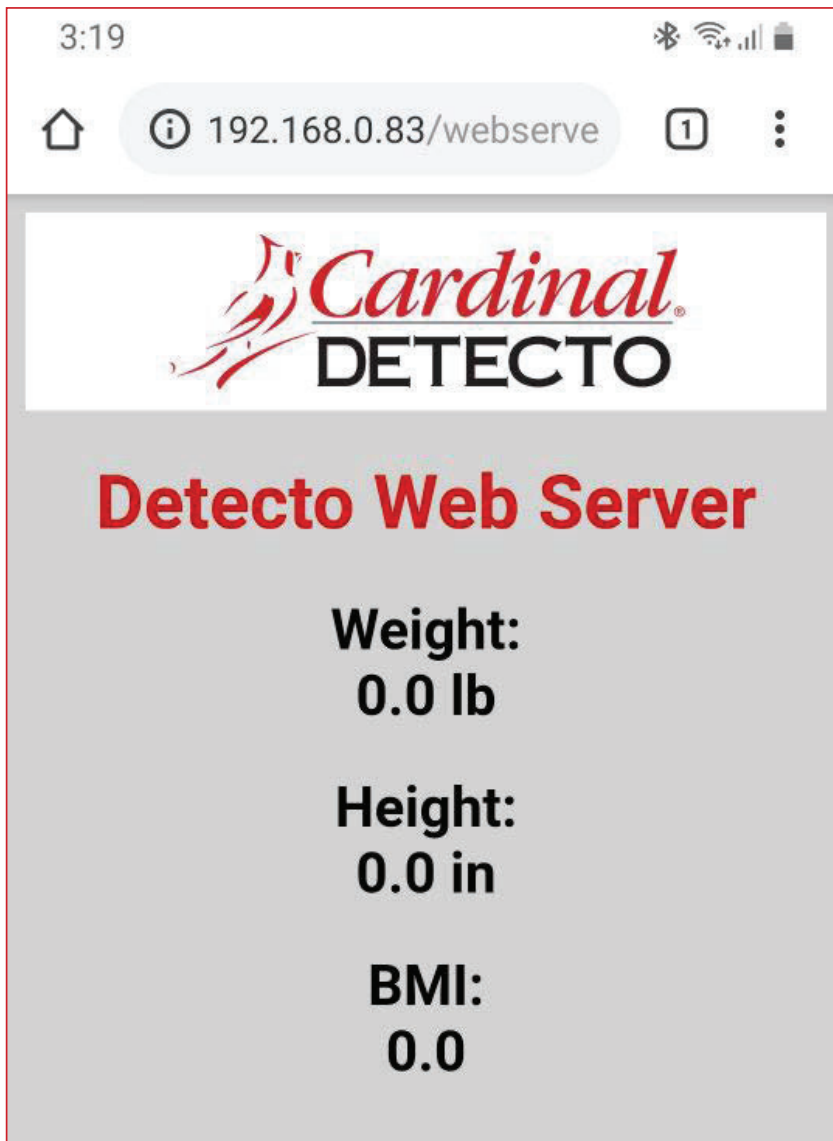 3:19
192.168.0.83/webserve
1
Cardinal®
DETECTO
Detecto Web Server
Weight:
0.0 lb
Height:
0.0 in
BMI:
0.0